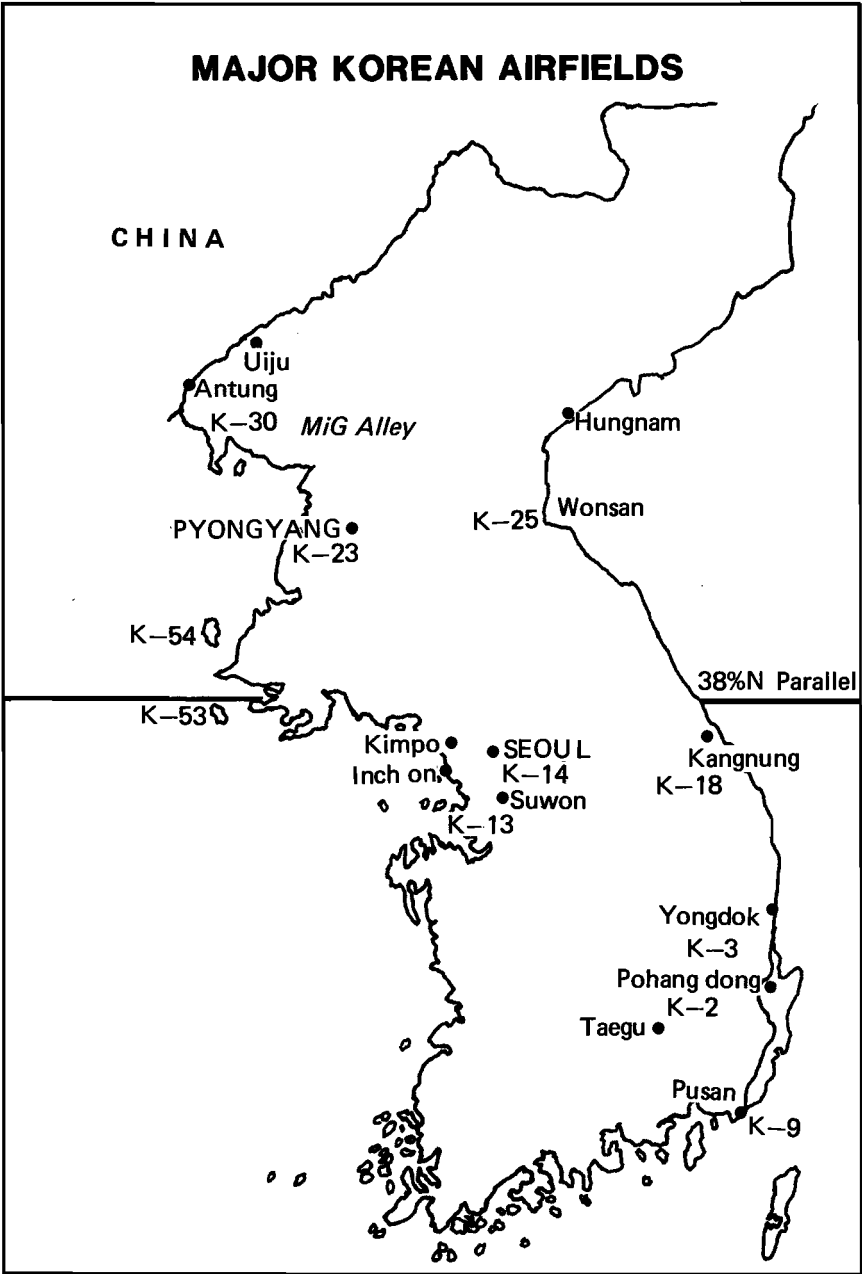 MAJOR KOREAN AIRFIELDS
CHINA
Uiju
Antung
K–30
MiG Alley
Hungnam
Wonsan
K–25
PYONGYANG
K–23
K–54
38%N Parallel
K–53
Kimpo
SEOUL
Inch on
K–14
Kangnung
K–18
Suwon
K–13
Yongdok
K–3
Pohang dong
K–2
Taegu
Pusan
K–9